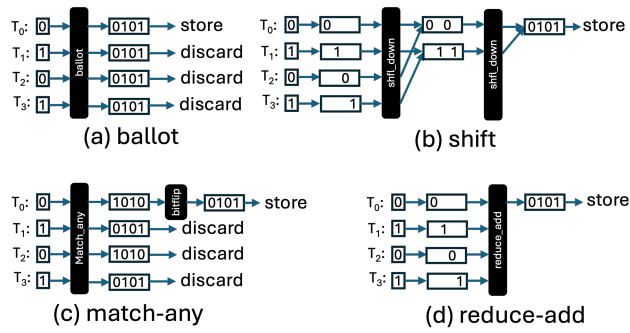 T0: 0 ballot 0101 store
T1: 1 0101 discard
T2: 0 0101 discard
T3: 1 0101 discard
(a) ballot
T0: 0 0 shfl_down 0 0 shfl_down 0101 store
T1: 1 1 1 1
T2: 0 0
T3: 1 1
(b) shift
T0: 0 Match_any 1010 bitflip 0101 store
T1: 1 0101 discard
T2: 0 1010 discard
T3: 1 0101 discard
(c) match-any
T0: 0 0 reduce_add 0101 store
T1: 1 1
T2: 0 0
T3: 1 1
(d) reduce-add